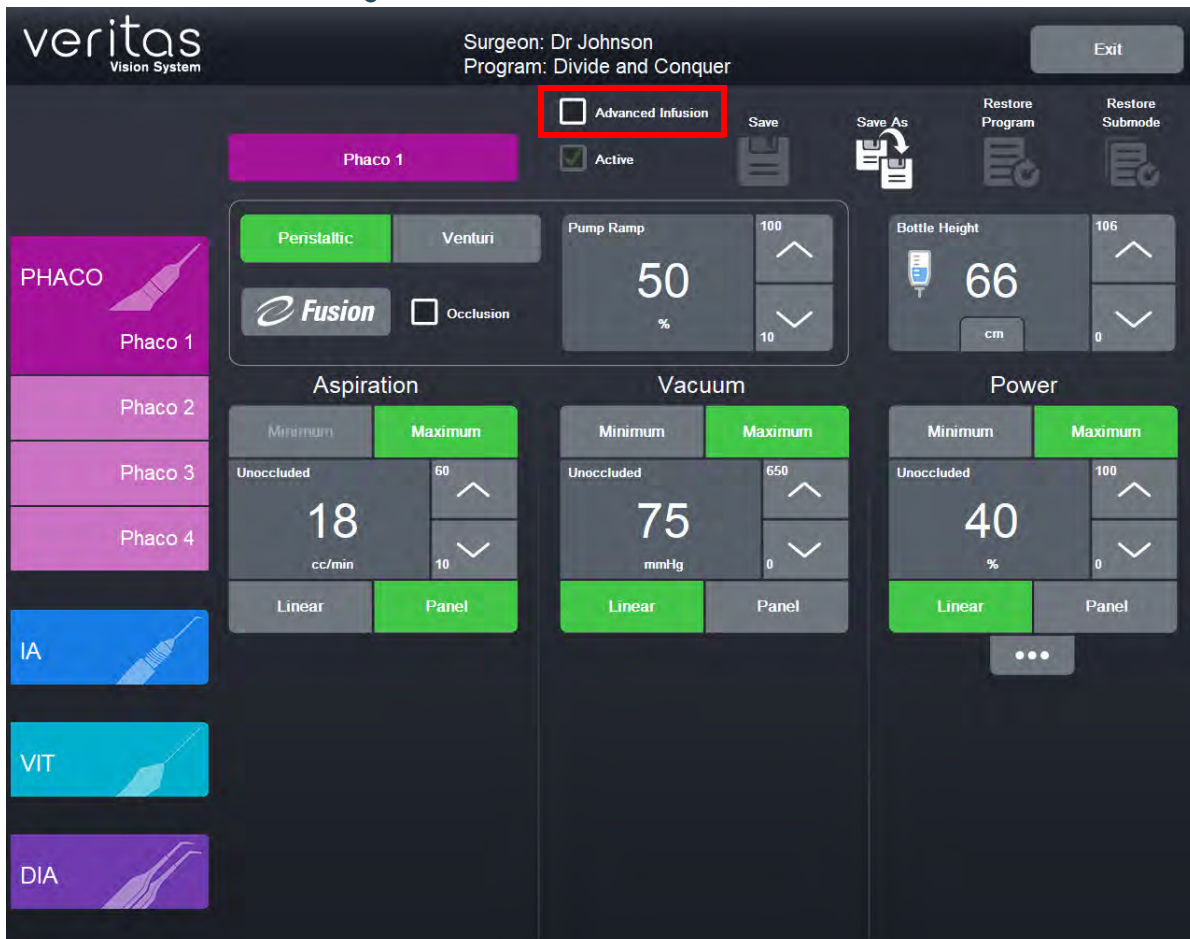 veritas
Vision System
Surgeon: Dr Johnson
Program: Divide and Conquer
Exit
Advanced Infusion
Active
Save
Save As
Restore
Program
Restore
Submode
Phaco 1
Peristaltic
Venturi
Fusion
Occlusion
Pump Ramp
100
50
%
10
Bottle Height
106
66
cm
0
PHACO
Phaco 1
Phaco 2
Phaco 3
Phaco 4
IA
VIT
DIA
Aspiration
Minimum
Maximum
Unoccluded
60
18
cc/min
10
Linear
Panel
Vacuum
Minimum
Maximum
Unoccluded
650
75
mmHg
0
Linear
Panel
Power
Minimum
Maximum
Unoccluded
100
40
%
0
Linear
Panel